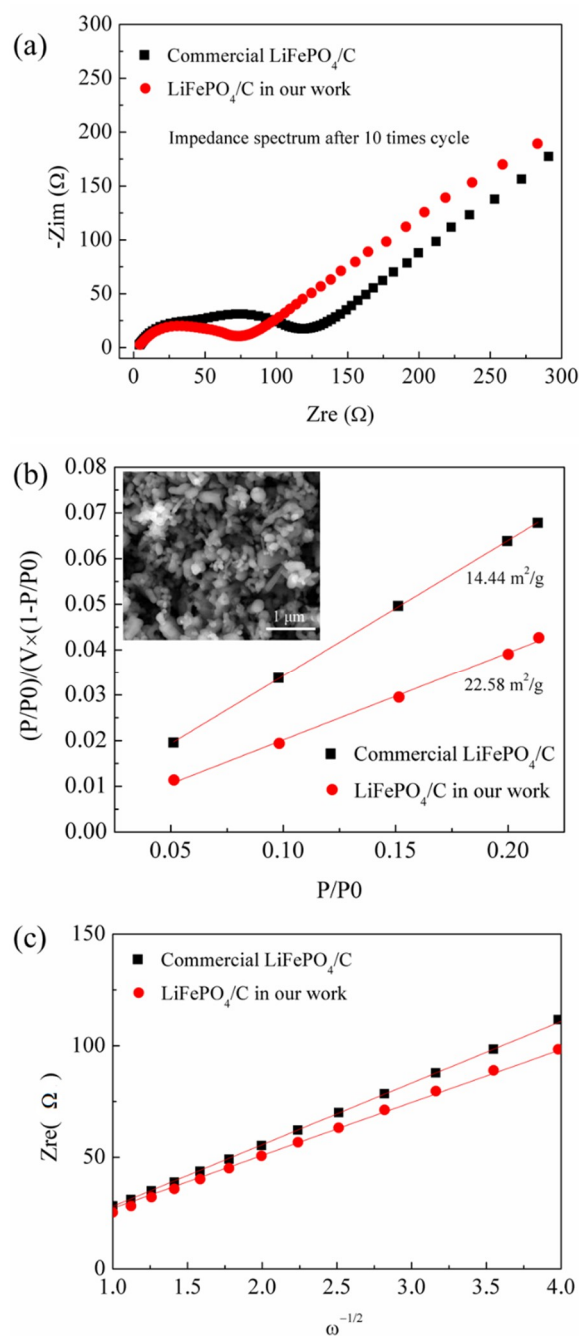 (a)
300
250
200
150
100
50
0
-Zim (Ω)
Commercial LiFePO4/C
LiFePO4/C in our work
Impedance spectrum after 10 times cycle
0 50 100 150 200 250 300
Zre (Ω)
(b)
0.08
0.07
0.06
0.05
0.04
0.03
0.02
0.01
0.00
(P/P0)/(V×(1-P/P0)
1 μm
14.44 m²/g
22.58 m²/g
Commercial LiFePO4/C
LiFePO4/C in our work
0.05 0.10 0.15 0.20
P/P0
(c)
150
100
50
0
Zre( Ω )
Commercial LiFePO4/C
LiFePO4/C in our work
1.0 1.5 2.0 2.5 3.0 3.5 4.0
ω⁻¹/²